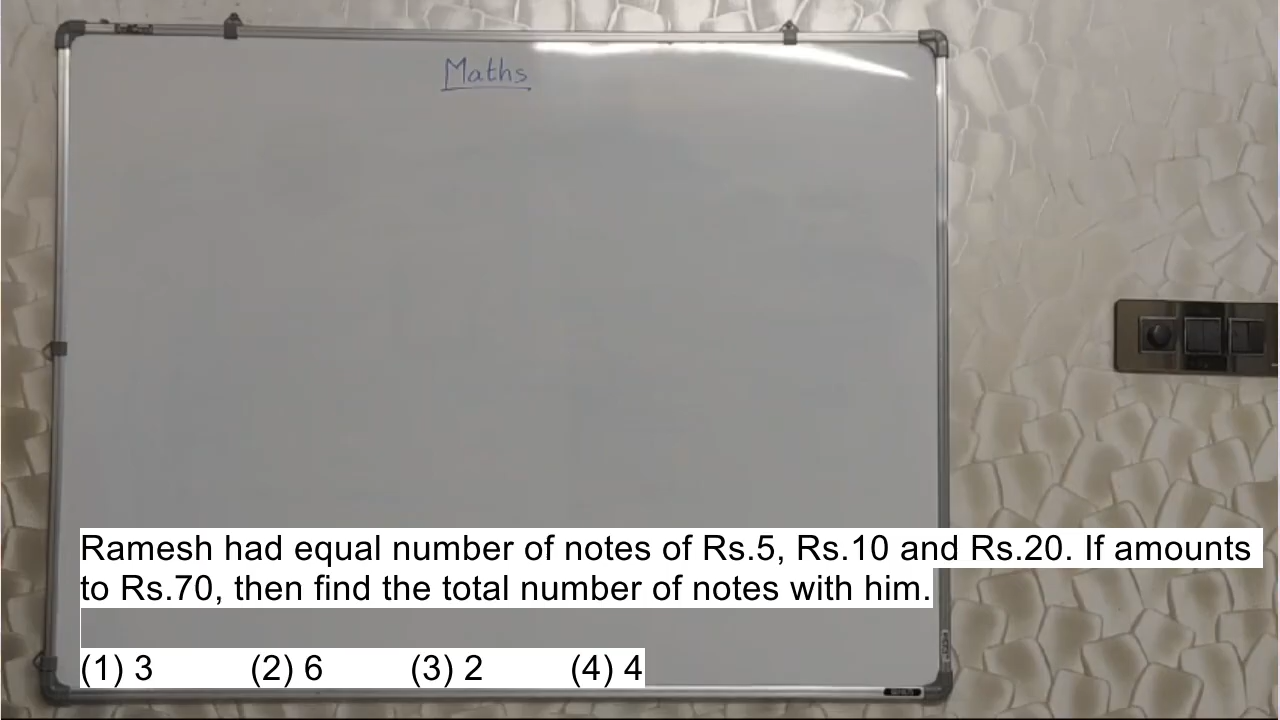 Maths
Ramesh had equal number of notes of Rs.5, Rs.10 and Rs.20. If amounts
to Rs.70, then find the total number of notes with him.
(1) 3 (2) 6 (3) 2 (4) 4